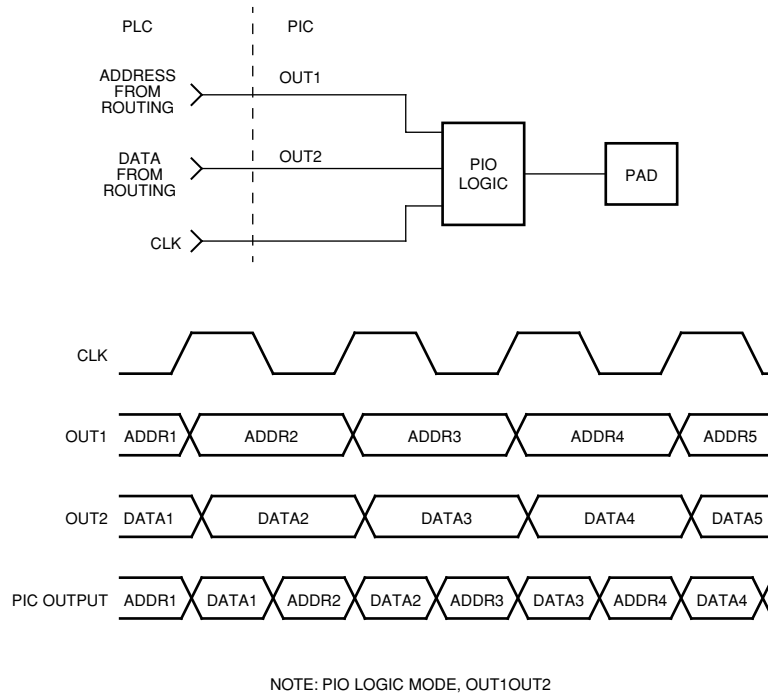 PLC PIC
ADDRESS
FROM
ROUTING
OUT1
DATA
FROM
ROUTING
OUT2
PIO
LOGIC
PAD
CLK
CLK
OUT1 ADDR1 ADDR2 ADDR3 ADDR4 ADDR5
OUT2 DATA1 DATA2 DATA3 DATA4 DATA5
PIC OUTPUT ADDR1 DATA1 ADDR2 DATA2 ADDR3 DATA3 ADDR4 DATA4
NOTE: PIO LOGIC MODE, OUT1OUT2